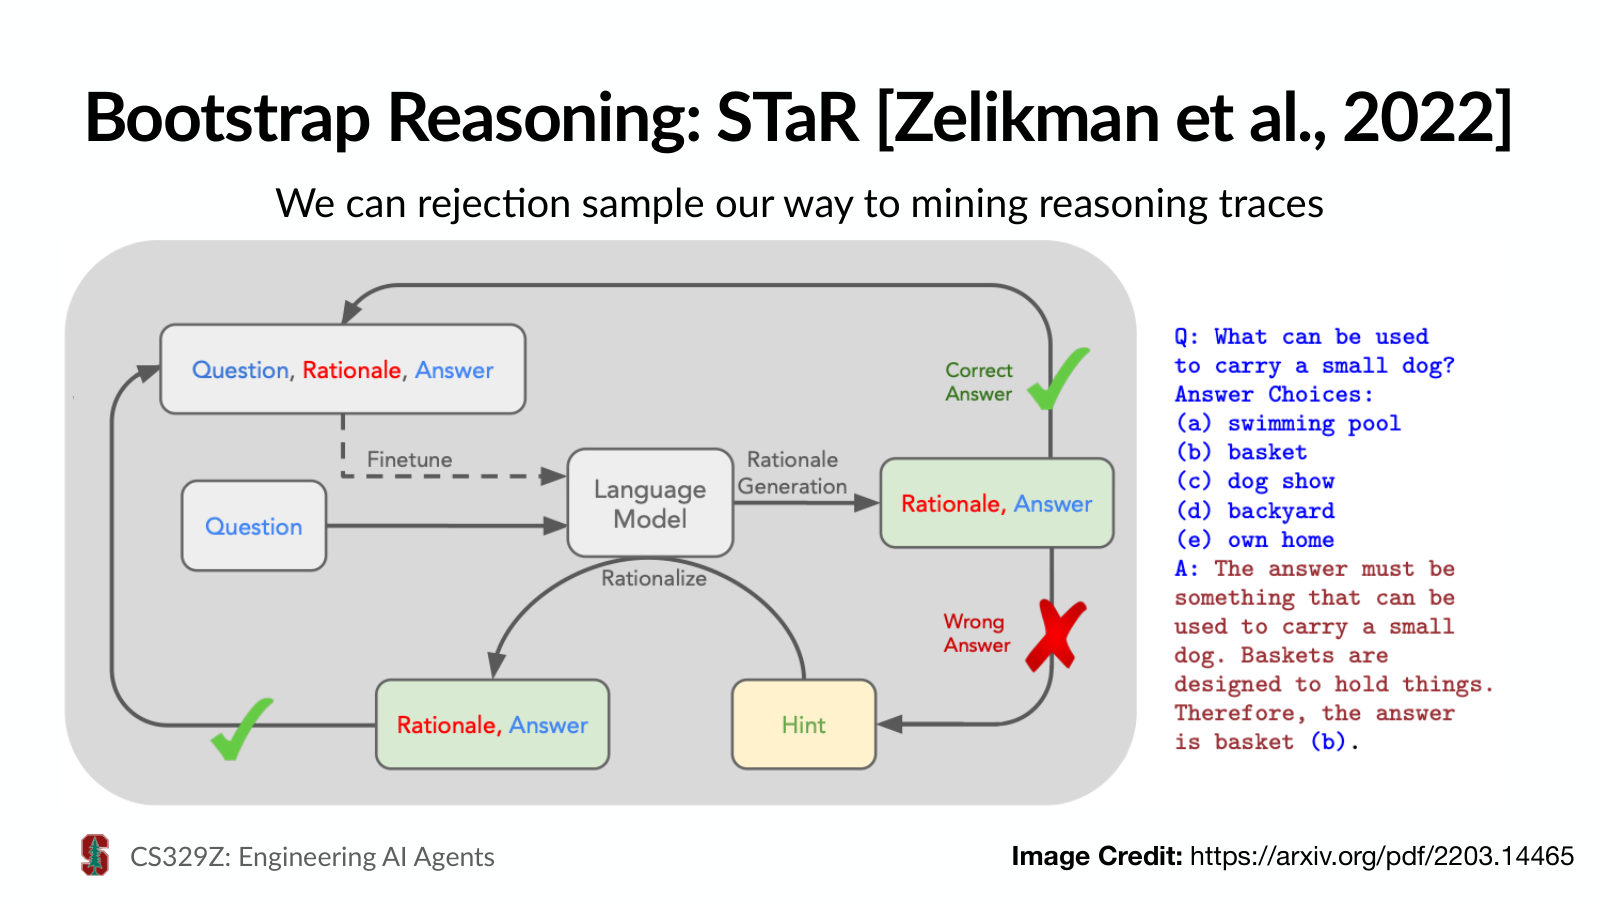 Bootstrap Reasoning: STaR [Zelikman et al., 2022]
We can rejection sample our way to mining reasoning traces
Question, Rationale, Answer
Finetune
Question
Language
Model
Rationale
Generation
Rationale, Answer
Correct
Answer
Wrong
Answer
Rationalize
Hint
Rationale, Answer
Q: What can be used
to carry a small dog?
Answer Choices:
(a) swimming pool
(b) basket
(c) dog show
(d) backyard
(e) own home
A: The answer must be
something that can be
used to carry a small
dog. Baskets are
designed to hold things.
Therefore, the answer
is basket (b).
CS329Z: Engineering AI Agents
Image Credit: https://arxiv.org/pdf/2203.14465